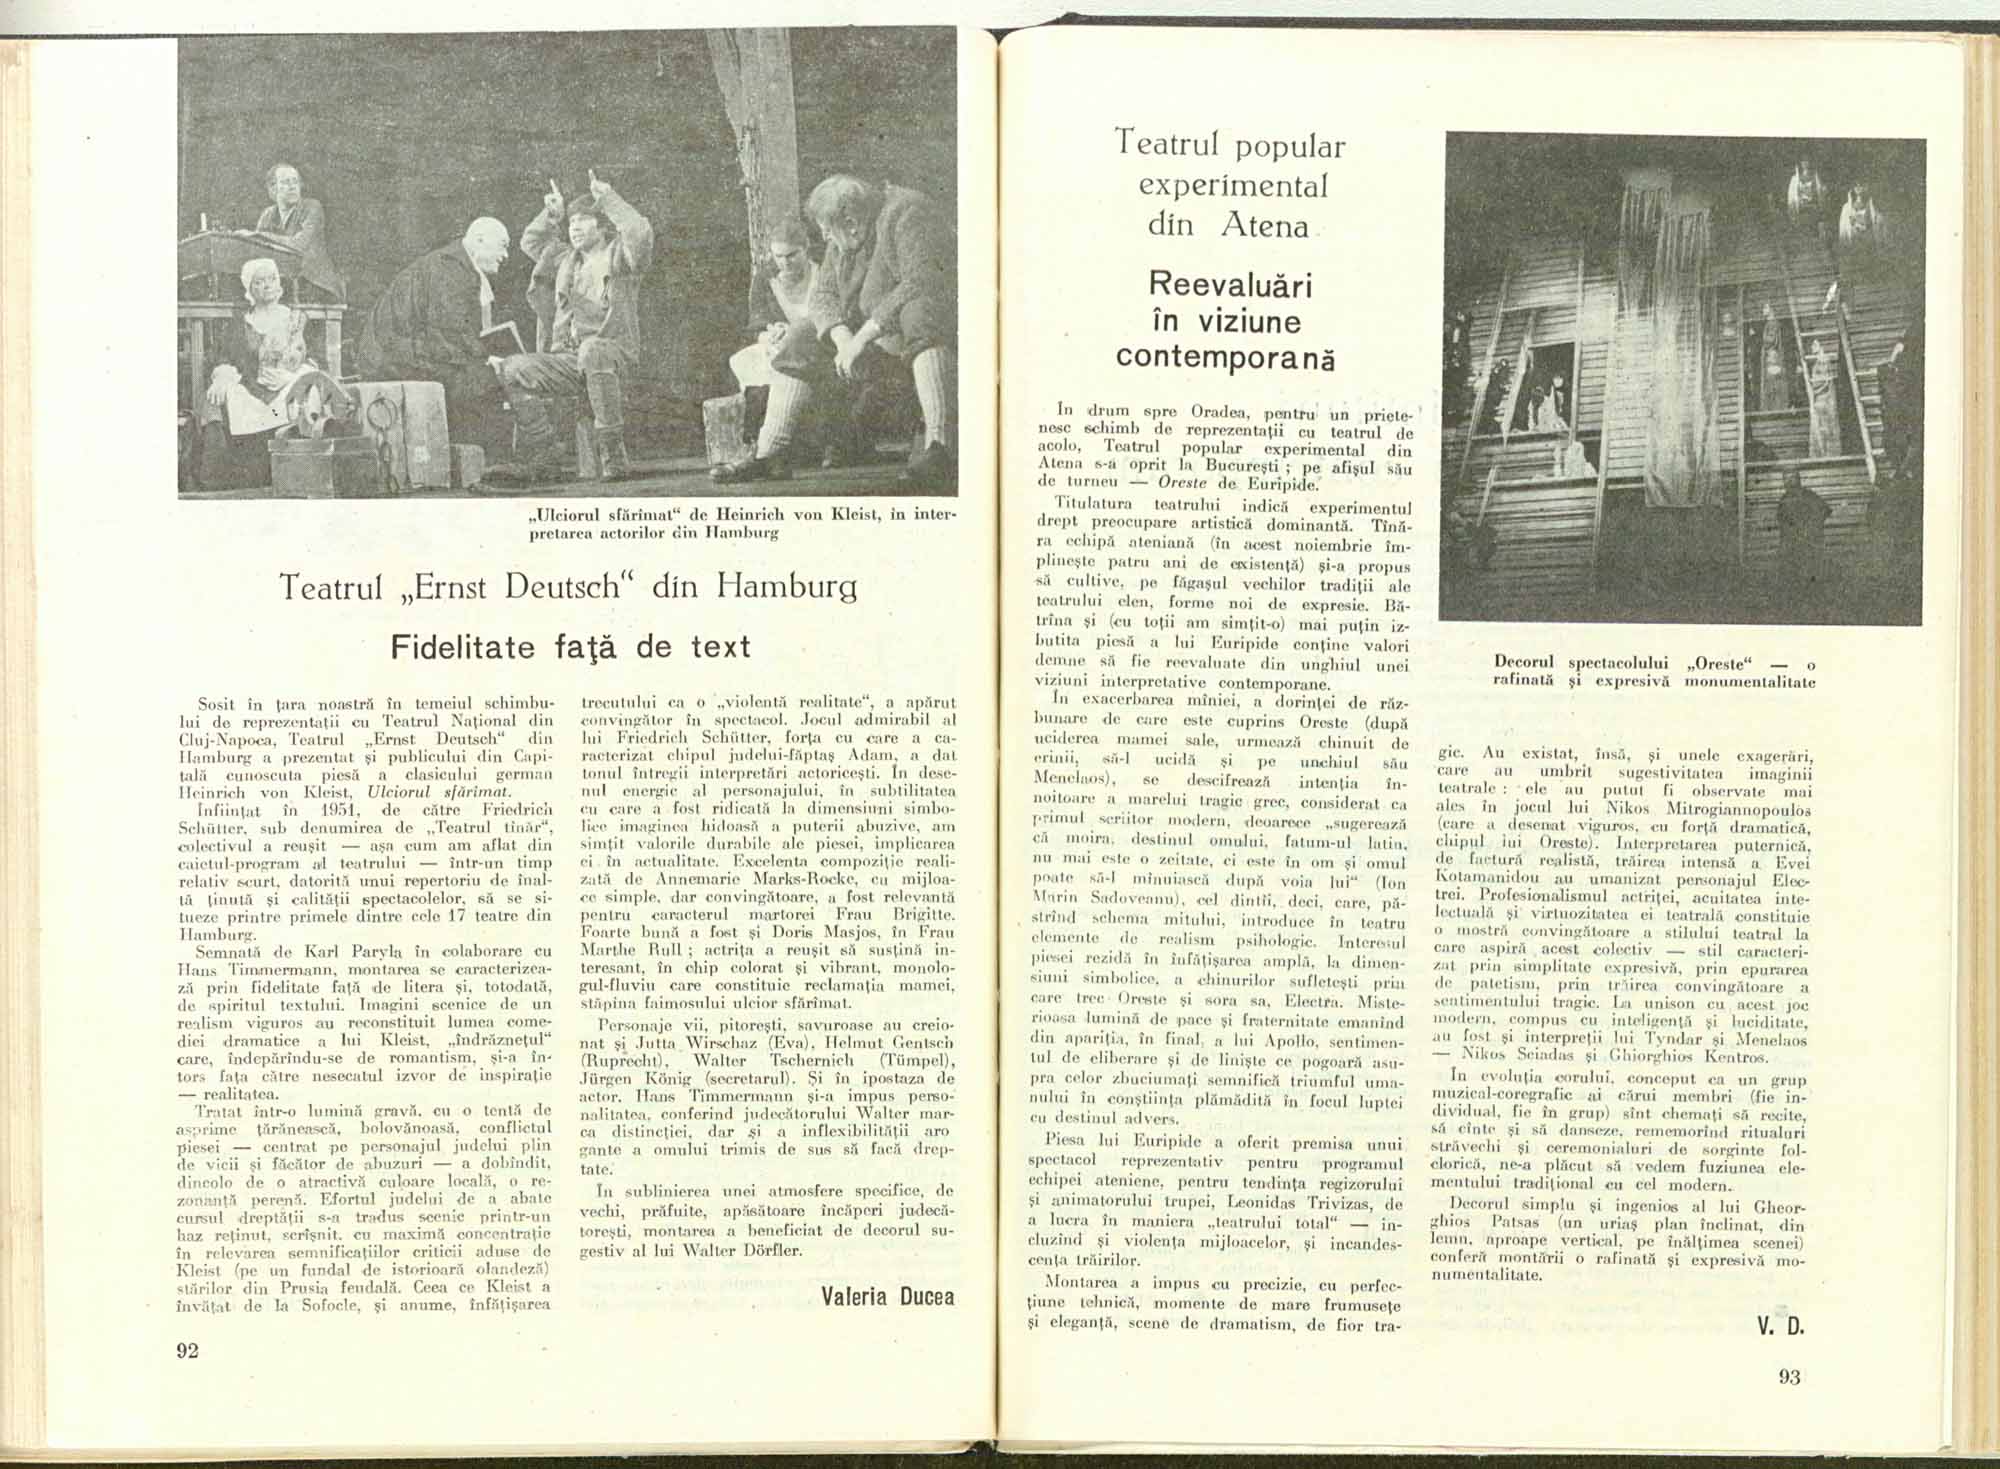 „Ulciorul sfărîmat“ de Heinrich von Kleist, în inter-
pretarea actorilor din Hamburg
Teatrul „Ernst Deutsch“ din Hamburg
Fidelitate faţă de text
Sosit în ţara noastră în temeiul schimbu-
lui de reprezentaţii cu Teatrul Naţional din
Cluj-Napoca, Teatrul „Ernst Deutsch“ din
Hamburg a prezentat şi publicului din Capi-
tală cunoscuta piesă a clasicului german
Heinrich von Kleist, Ulciorul sfărîmat.
Înfiinţat în 1951, de către Friedrich
Schütter, sub denumirea de „Teatrul tînăr“,
colectivul a reuşit — aşa cum am aflat din
caietul-program al teatrului — într-un timp
relativ scurt, datorită unui repertoriu de înal-
tă ţinută şi calităţii spectacolelor, să se si-
tueze printre primele dintre cele 17 teatre din
Hamburg.
Semnată de Karl Paryla în colaborare cu
Hans Timmermann, montarea se caracterizea-
ză prin fidelitate faţă de litera şi, totodată,
de spiritul textului. Imagini scenice de un
realism viguros au reconstituit lumea come-
diei dramatice a lui Kleist, „îndrăzneţul“
care, îndepărtîndu-se de romantism, şi-a în-
tors faţa către nesecatul izvor de inspiraţie
— realitatea.
Tratat într-o lumină gravă, cu o tentă de
asprime ţărănească, bolovănoasă, conflictul
piesei — centrat pe personajul judelui plin
de vicii şi făcător de abuzuri — a dobîndit,
dincolo de o atractivă culoare locală, o re-
zonanţă perenă. Efortul judelui de a abate
cursul dreptăţii s-a tradus scenic printr-un
haz reţinut, scrîşnit, cu maximă concentraţie
în relevarea semnificaţiilor criticii aduse de
Kleist (pe un fundal de istorioară olandeză)
stărilor din Prusia feudală. Ceea ce Kleist a
învăţat de la Sofocle, şi anume, înfăţişarea
trecutului ca o „violentă realitate“, a apărut
convingător în spectacol. Jocul admirabil al
lui Friedrich Schütter, forţa cu care a ca-
racterizat chipul judelui-făptaş Adam, a dat
tonul întregii interpretări actoriceşti. În dese-
nul energic al personajului, în subtilitatea
cu care a fost ridicată la dimensiuni simbo-
lice imaginea hidoasă a puterii abuzive, am
simţit valorile durabile ale piesei, implicarea
ei în actualitate. Excelenta compoziţie reali-
zată de Annemarie Marks-Rocke, cu mijloa-
ce simple, dar convingătoare, a fost relevantă
pentru caracterul martorei Frau Brigitte.
Foarte bună a fost şi Doris Masjos, în Frau
Marthe Rull ; actriţa a reuşit să susţină in-
teresant, în chip colorat şi vibrant, monolo-
gul-fluviu care constituie reclamaţia mamei,
stăpîna faimosului ulcior sfărîmat.
Personaje vii, pitoreşti, savuroase au creio-
nat şi Jutta Wirschaz (Eva), Helmut Gentsch
(Ruprecht), Walter Tschernich (Tümpel),
Jürgen König (secretarul). Şi în ipostaza de
actor, Hans Timmermann şi-a impus perso-
nalitatea, conferind judecătorului Walter mar-
ca distincţiei, dar şi a inflexibilităţii aro
gante a omului trimis de sus să facă drep-
tate.
În sublinierea unei atmosfere specifice, de
vechi, prăfuite, apăsătoare încăperi judecă-
toreşti, montarea a beneficiat de decorul su-
gestiv al lui Walter Dörfler.
Valeria Ducea
92
Teatrul popular
experimental
din Atena
Reevaluări
în viziune
contemporană
În drum spre Oradea, pentru un priete-
nesc schimb de reprezentaţii cu teatrul de
acolo, Teatrul popular experimental din
Atena s-a oprit la Bucureşti ; pe afişul său
de turneu — Oreste de Euripide.
Titulatura teatrului indică experimentul
drept preocupare artistică dominantă. Tînă-
ra echipă ateniană (în acest noiembrie îm-
plineşte patru ani de existenţă) şi-a propus
să cultive, pe făgaşul vechilor tradiţii ale
teatrului elen, forme noi de expresie. Bă-
trîna şi (cu toţii am simţit-o) mai puţin iz-
butita piesă a lui Euripide conţine valori
demne să fie reevaluate din unghiul unei
viziuni interpretative contemporane.
În exacerbarea mîniei, a dorinţei de răz-
bunare de care este cuprins Oreste (după
uciderea mamei sale, urmează chinuit de
erinii, să-l ucidă şi pe unchiul său
Menelaos), se descifrează intenţia în-
noitoare a marelui tragic grec, considerat ca
primul scriitor modern, deoarece „sugerează
că moira, destinul omului, fatum-ul latin,
nu mai este o zeitate, ci este în om şi omul
poate să-l mînuiască după voia lui“ (Ion
Marin Sadoveanu), cel dintîi, deci, care, pă-
strînd schema mitului, introduce în teatru
elemente de realism psihologic. Interesul
piesei rezidă în înfăţişarea amplă, la dimen-
siuni simbolice, a chinurilor sufleteşti prin
care trec Oreste şi sora sa, Electra. Miste-
rioasa lumină de pace şi fraternitate emanînd
din apariţia, în final, a lui Apollo, sentimen-
tul de eliberare şi de linişte ce pogoară asu-
pra celor zbuciumaţi semnifică triumful uma-
nului în conştiinţa plămădită în focul luptei
cu destinul advers.
Piesa lui Euripide a oferit premisa unui
spectacol reprezentativ pentru programul
echipei ateniene, pentru tendinţa regizorului
şi animatorului trupei, Leonidas Trivizas, de
a lucra în maniera „teatrului total“ — in-
cluzînd şi violenţa mijloacelor, şi incandes-
cenţa trăirilor.
Montarea a impus cu precizie, cu perfec-
ţiune tehnică, momente de mare frumuseţe
şi eleganţă, scene de dramatism, de fior tra-
Decorul spectacolului „Oreste“ — o
rafinată şi expresivă monumentalitate
gic. Au existat, însă, şi unele exagerări,
care au umbrit sugestivitatea imaginii
teatrale : ele au putut fi observate mai
ales în jocul lui Nikos Mitrogiannopoulos
(care a desenat viguros, cu forţă dramatică,
chipul lui Oreste). Interpretarea puternică,
de factură realistă, trăirea intensă a Evei
Kotamanidou au umanizat personajul Elec-
trei. Profesionalismul actriţei, acuitatea inte-
lectuală şi virtuozitatea ei teatrală constituie
o mostră convingătoare a stilului teatral la
care aspiră acest colectiv — stil caracteri-
zat prin simplitate expresivă, prin epurarea
de patetism, prin trăirea convingătoare a
sentimentului tragic. La unison cu acest joc
modern, compus cu inteligenţă şi luciditate,
au fost şi interpreţii lui Tyndar şi Menelaos
— Nikos Sciadas şi Ghiorghios Kentros.
În evoluţia corului, conceput ca un grup
muzical-coregrafic ai cărui membri (fie in-
dividual, fie în grup) sînt chemaţi să recite,
să cînte şi să danseze, rememorînd ritualuri
străvechi şi ceremonialuri de sorginte fol-
clorică, ne-a plăcut să vedem fuziunea ele-
mentului tradiţional cu cel modern.
Decorul simplu şi ingenios al lui Gheor-
ghios Patsas (un uriaş plan înclinat, din
lemn, aproape vertical, pe înălţimea scenei)
conferă montării o rafinată şi expresivă mo-
numentalitate.
V. D.
93